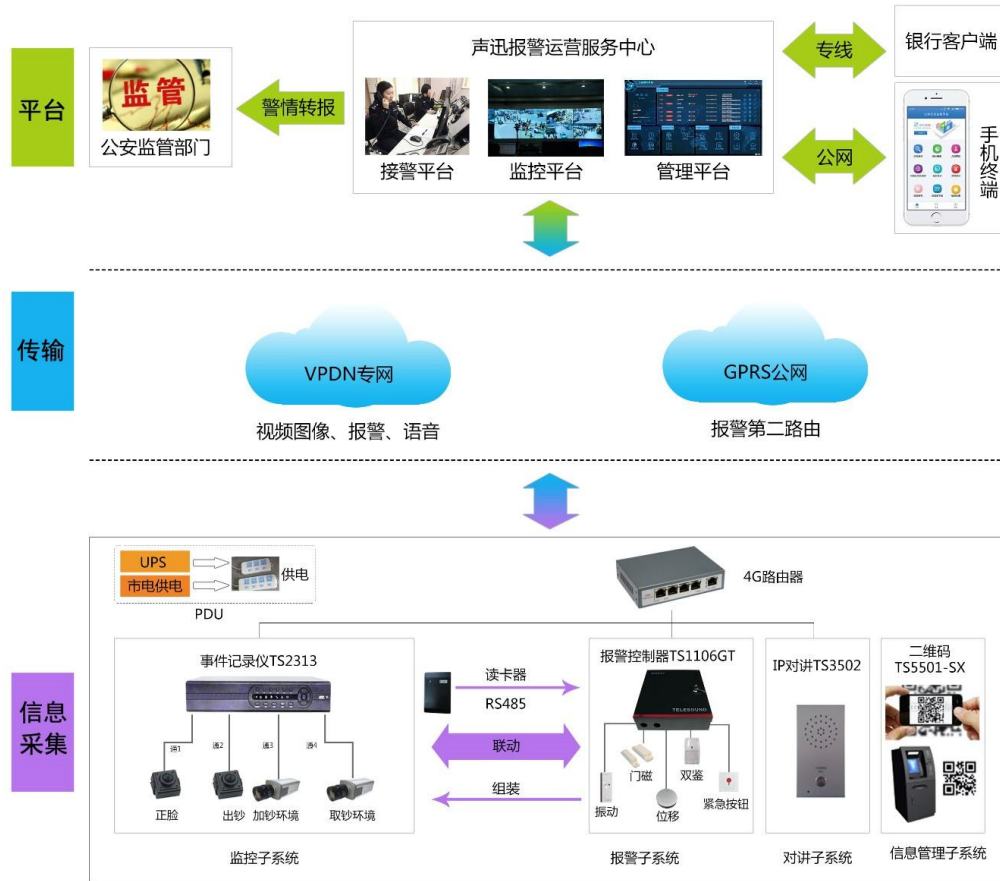 平台
监管
公安监管部门
警情转报
声迅报警运营服务中心
接警平台
监控平台
管理平台
专线
银行客户端
公网
手机终端
传输
VPDN专网
视频图像、报警、语音
GPRS公网
报警第二路由
信息
采集
UPS
市电供电
供电
PDU
4G路由器
事件记录仪TS2313
通1
通2
通3
通4
正脸
出钞
加钞环境
取钞环境
监控子系统
读卡器
RS485
联动
组装
报警控制器TS1106GT
TELESOUND
振动
门磁
位移
双鉴
紧急按钮
报警子系统
IP对讲TS3502
对讲子系统
二维码
TS5501-SX
信息管理子系统